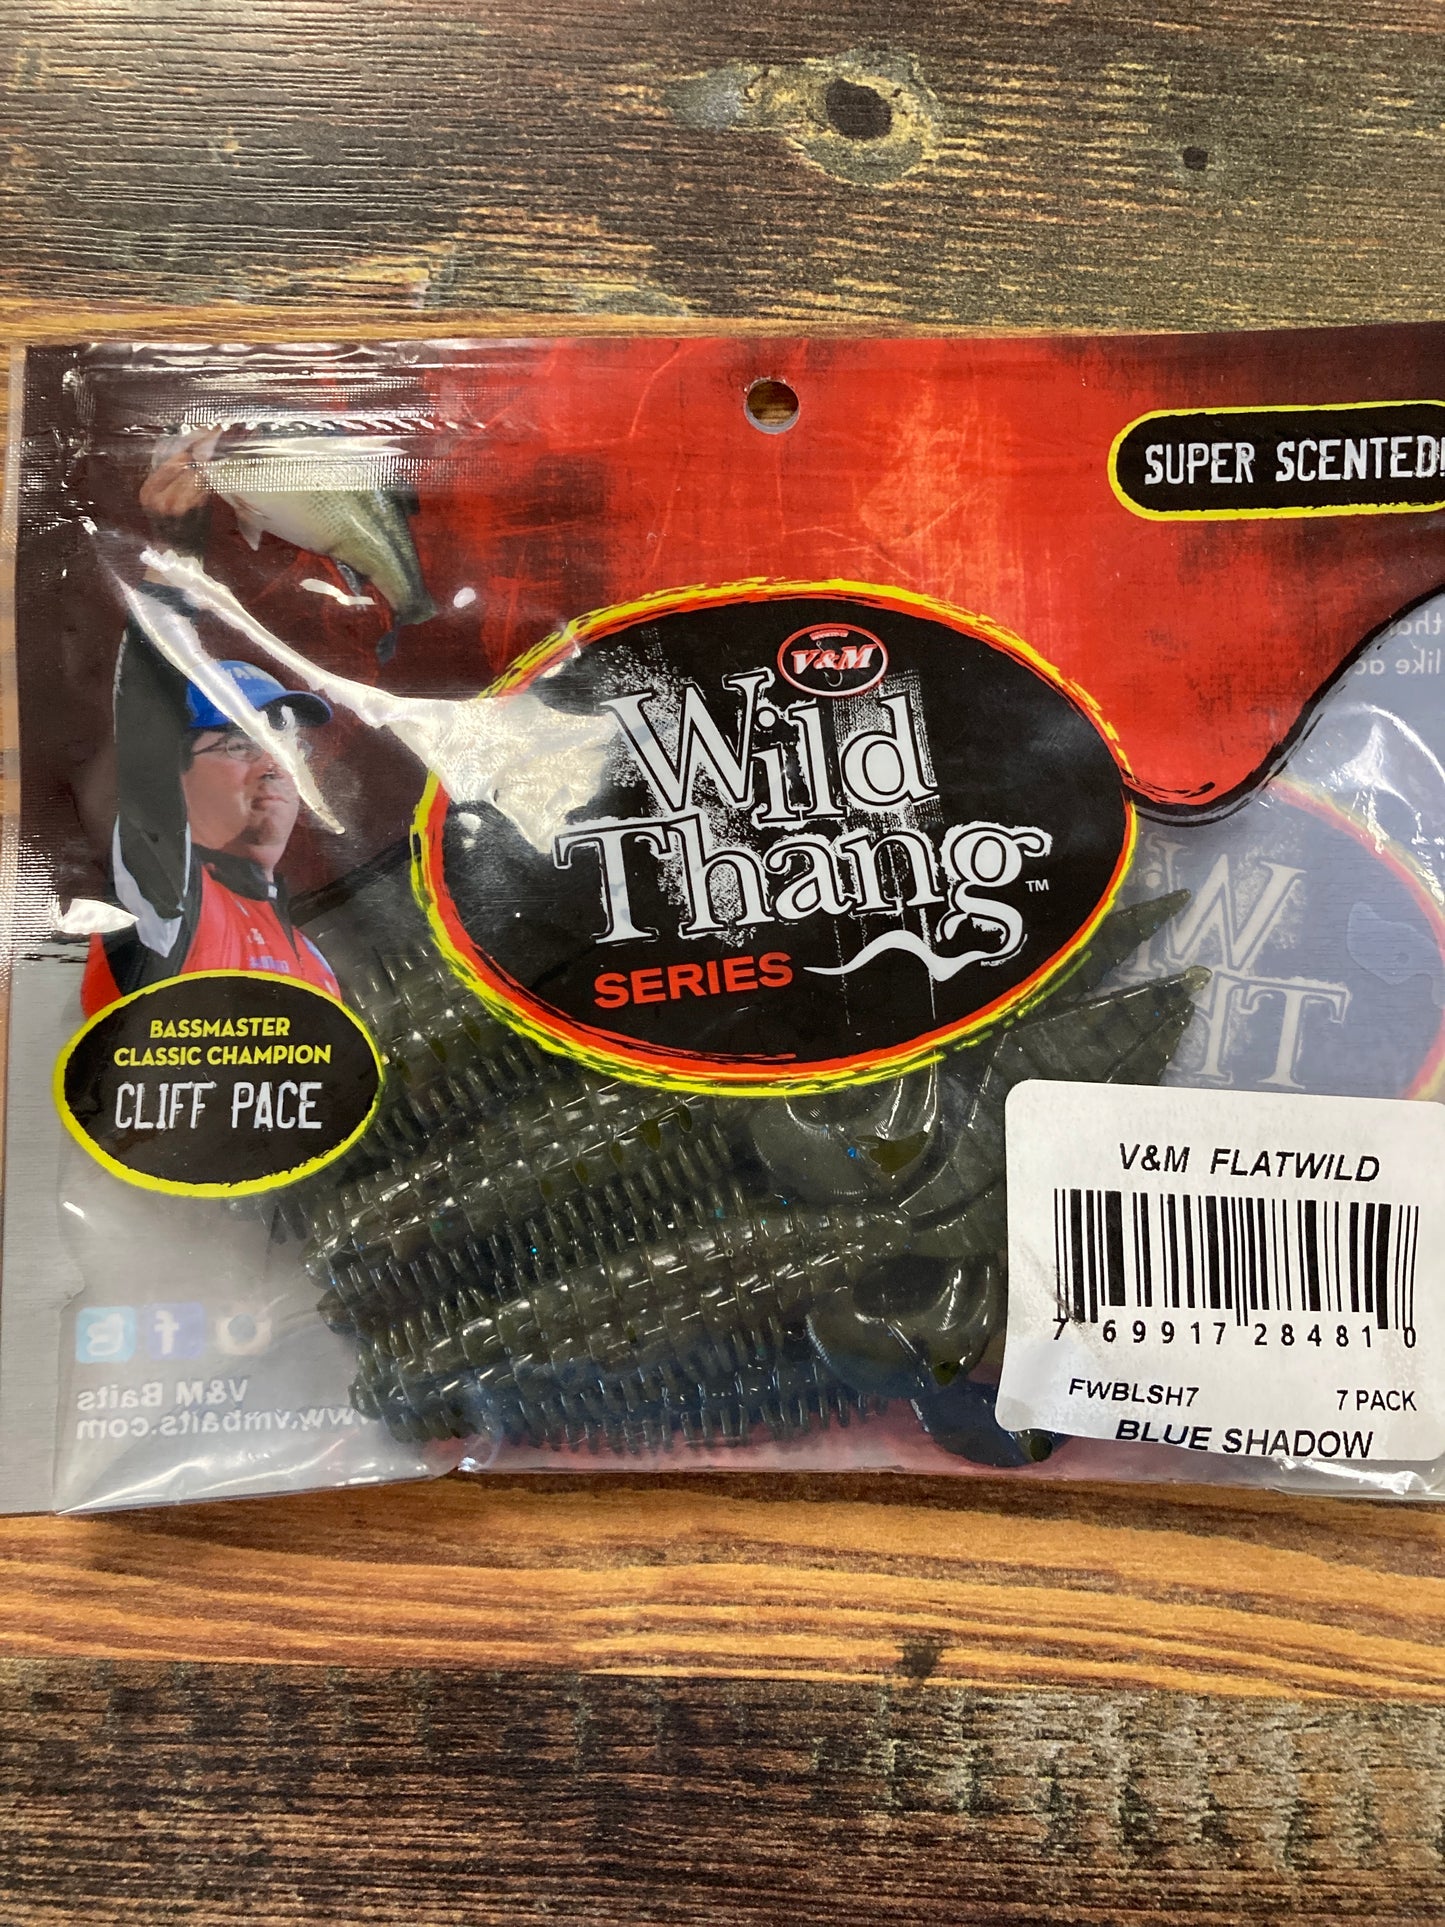 SUPER SCENTED!
V&M
Wild
Thang™
SERIES
BASSMASTER
CLASSIC CHAMPION
CLIFF PACE
V&M FLATWILD
7 69917 28481 0
FWBLSH7 7 PACK
BLUE SHADOW
V&M Baits
www.vmbaits.com